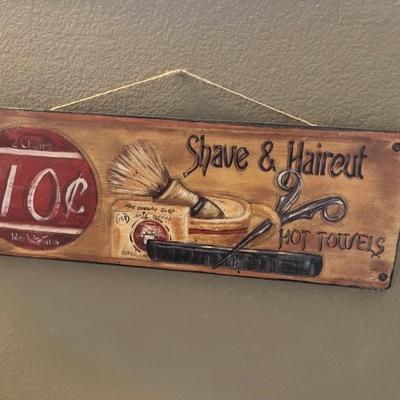 2 Chairs
10¢
No Waiting
Shave & Haircut
HOT TOWELS